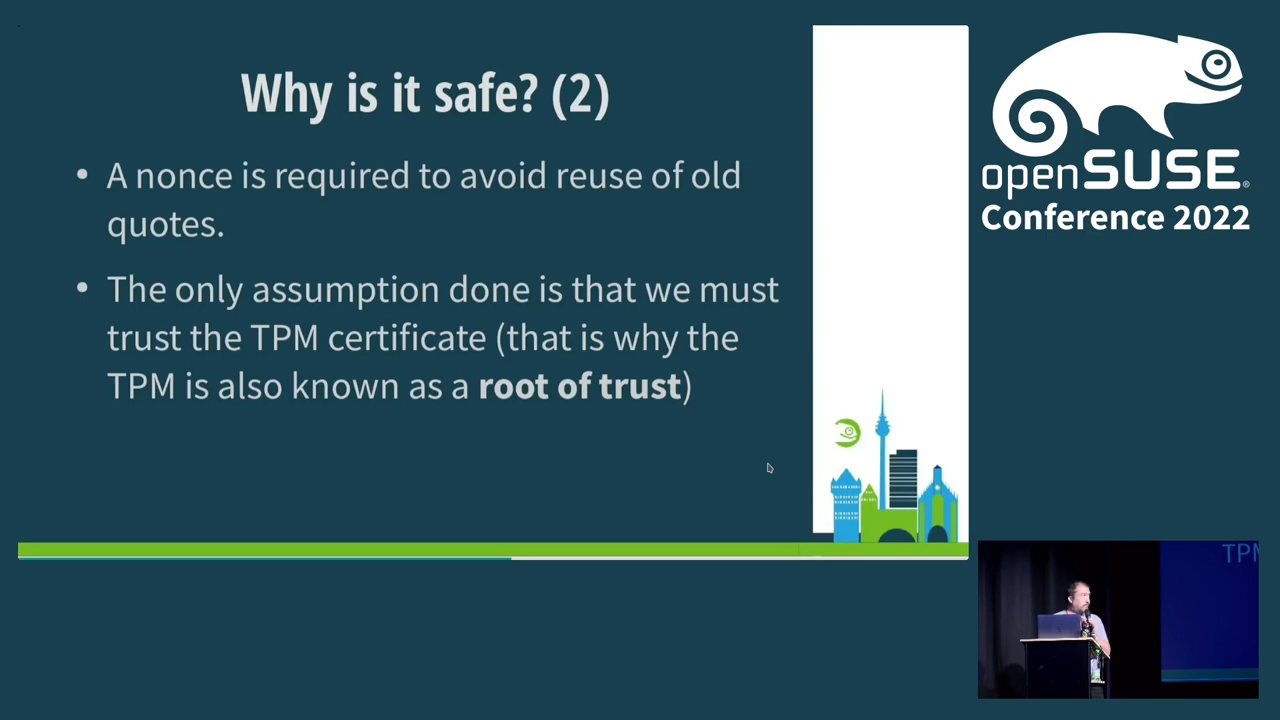 Why is it safe? (2)
• A nonce is required to avoid reuse of old
quotes.
• The only assumption done is that we must
trust the TPM certificate (that is why the
TPM is also known as a root of trust)
openSUSE®
Conference 2022
TPM